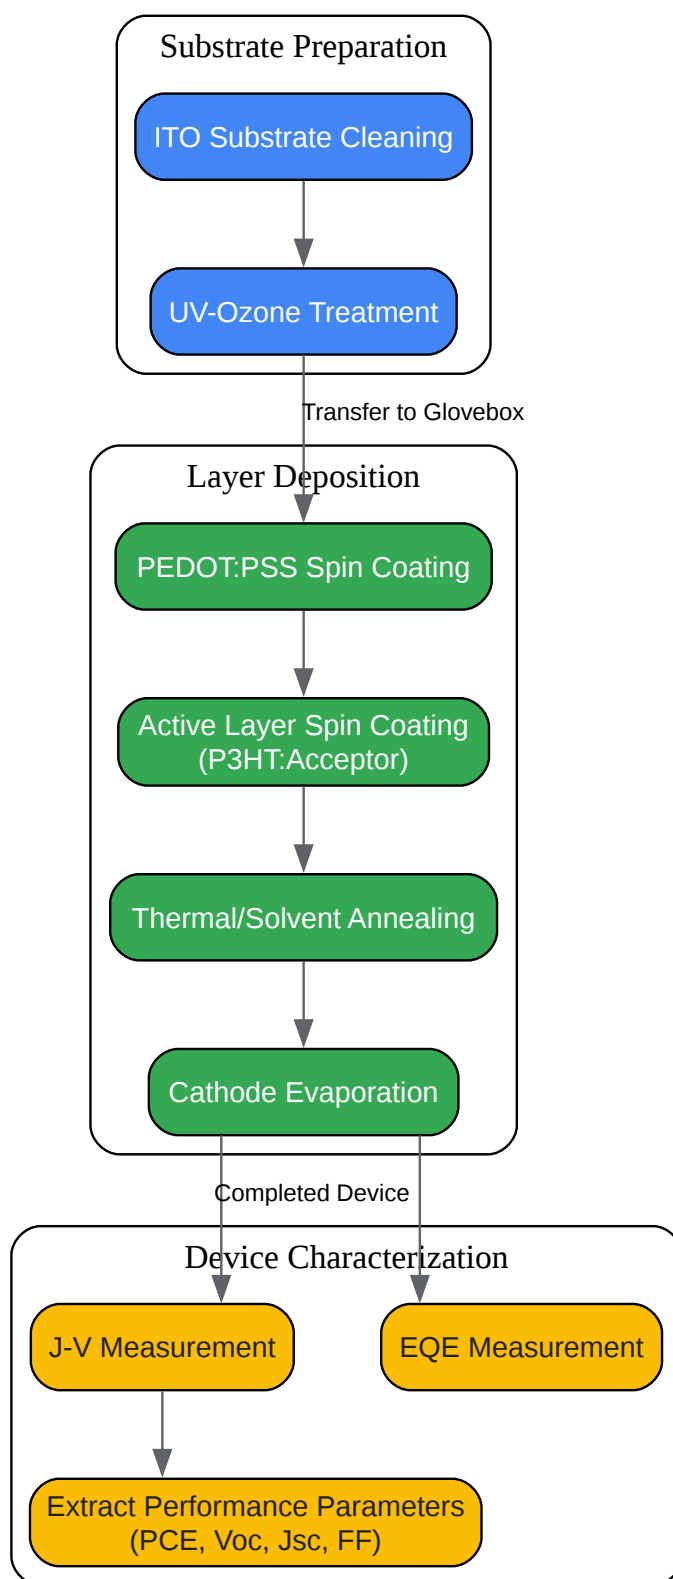 Substrate Preparation
ITO Substrate Cleaning
UV-Ozone Treatment
Transfer to Glovebox
Layer Deposition
PEDOT:PSS Spin Coating
Active Layer Spin Coating
(P3HT:Acceptor)
Thermal/Solvent Annealing
Cathode Evaporation
Completed Device
Device Characterization
J-V Measurement
EQE Measurement
Extract Performance Parameters
(PCE, Voc, Jsc, FF)